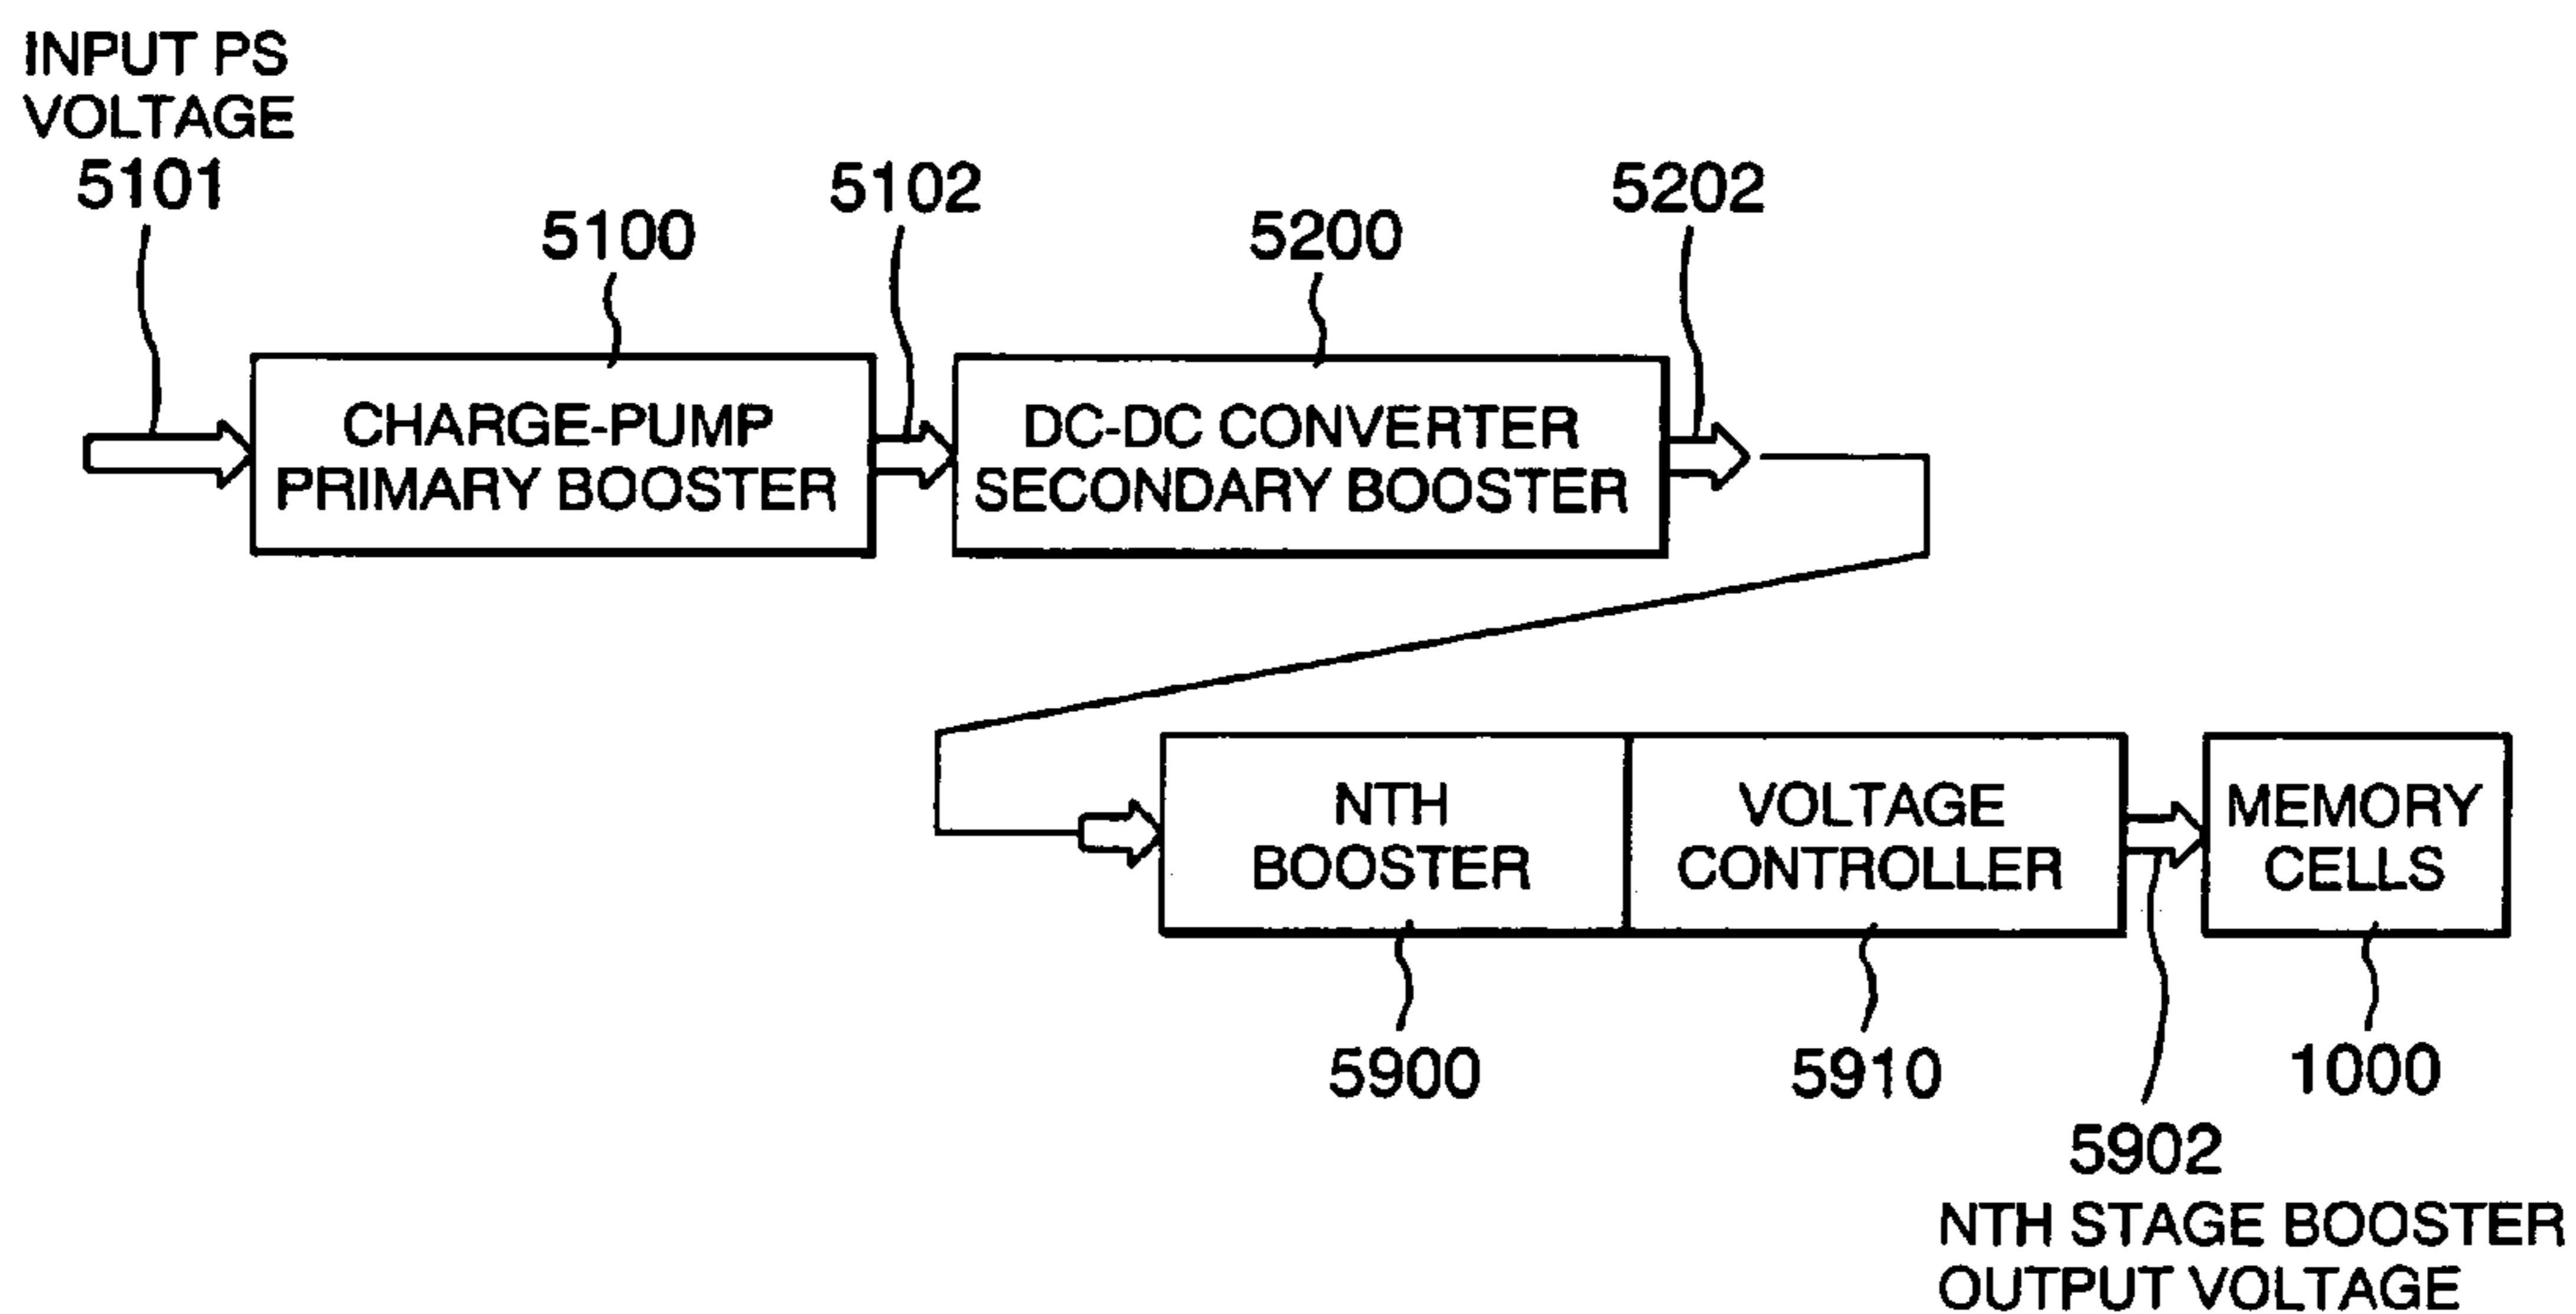 INPUT PS
VOLTAGE
5101
5100
5102
5200
5202
CHARGE-PUMP
PRIMARY BOOSTER
DC-DC CONVERTER
SECONDARY BOOSTER
NTH
BOOSTER
VOLTAGE
CONTROLLER
MEMORY
CELLS
5900
5910
1000
5902
NTH STAGE BOOSTER
OUTPUT VOLTAGE